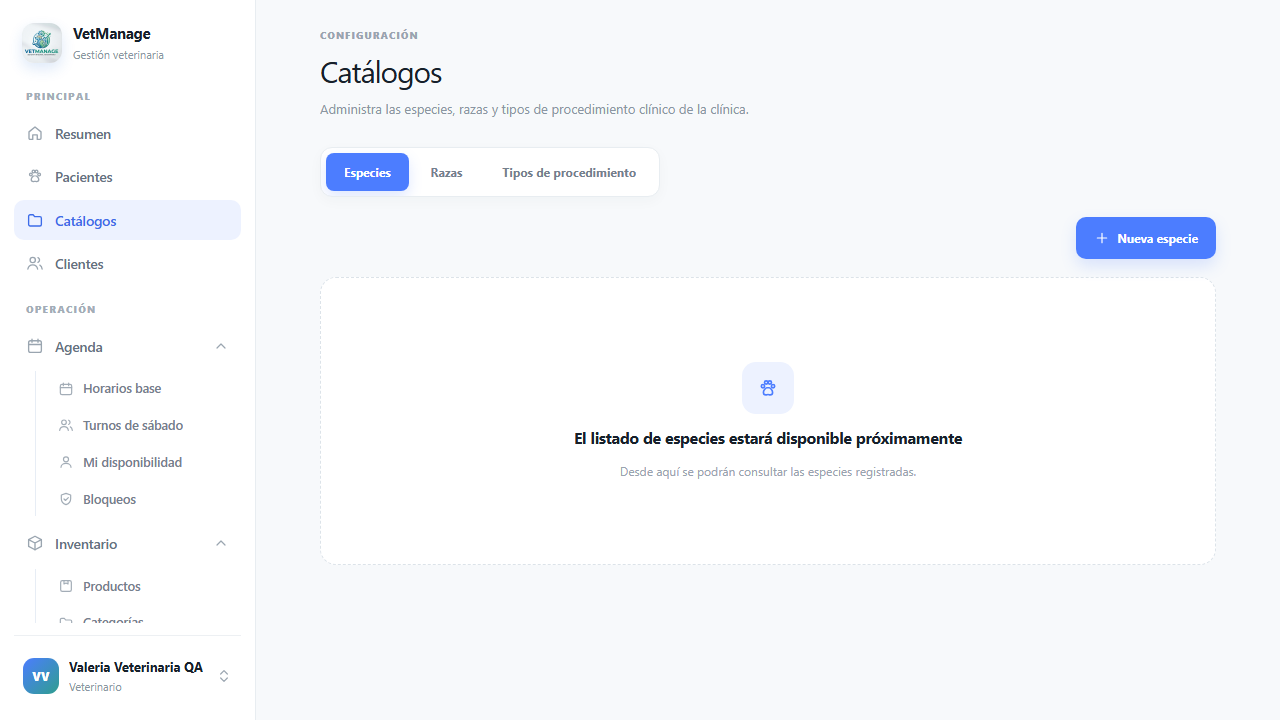 VetManage
Gestión veterinaria
PRINCIPAL
Resumen
Pacientes
Catálogos
Clientes
OPERACIÓN
Agenda
Horarios base
Turnos de sábado
Mi disponibilidad
Bloqueos
Inventario
Productos
Categorías
VV
Valeria Veterinaria QA
Veterinario
CONFIGURACIÓN
Catálogos
Administra las especies, razas y tipos de procedimiento clínico de la clínica.
Especies Razas Tipos de procedimiento
Nueva especie
El listado de especies estará disponible próximamente
Desde aquí se podrán consultar las especies registradas.